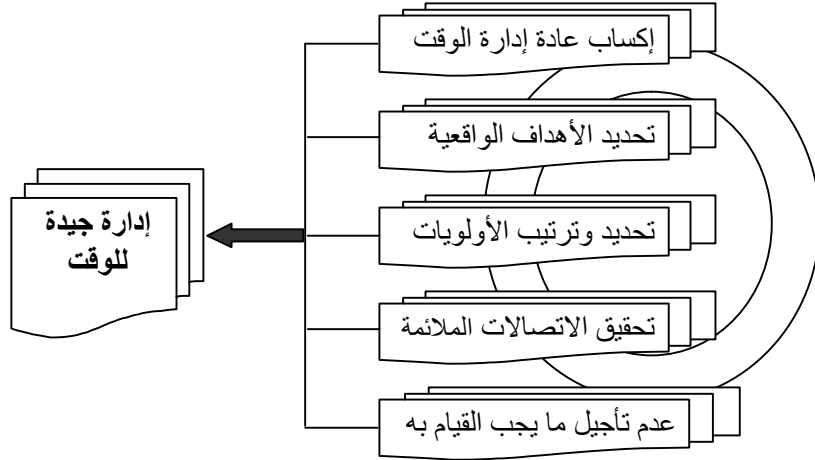 إكساب عادة إدارة الوقت
تحديد الأهداف الواقعية
تحديد وترتيب الأولويات
تحقيق الاتصالات الملائمة
عدم تأجيل ما يجب القيام به
إدارة جيدة
للوقت